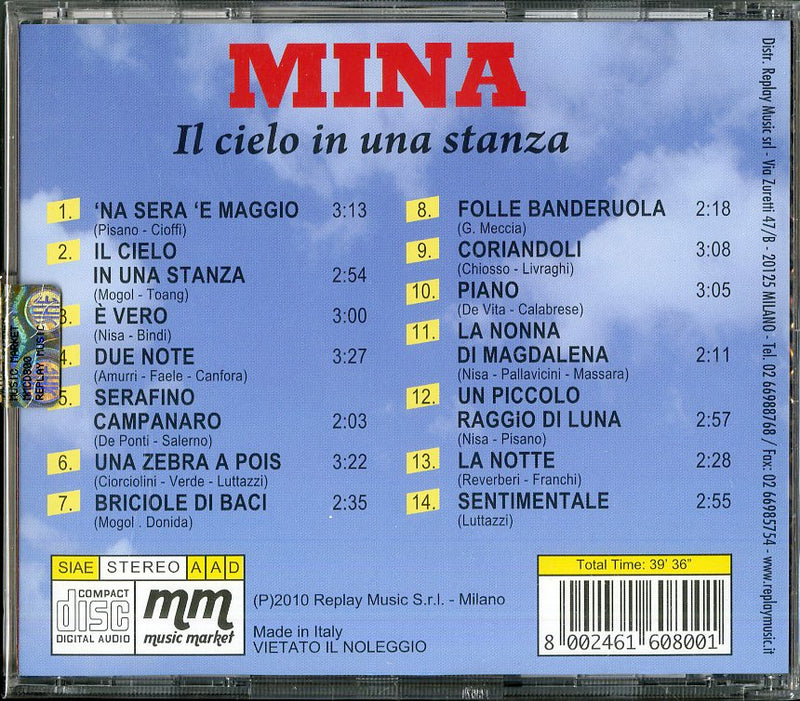 MINA
Il cielo in una stanza
1. ‘NA SERA ‘E MAGGIO 3:13
(Pisano - Cioffi)
2. IL CIELO
IN UNA STANZA 2:54
(Mogol - Toang)
3. È VERO 3:00
(Nisa - Bindi)
4. DUE NOTE 3:27
(Amurri - Faele - Canfora)
5. SERAFINO
CAMPANARO 2:03
(De Ponti - Salerno)
6. UNA ZEBRA A POIS 3:22
(Ciorciolini - Verde - Luttazzi)
7. BRICIOLE DI BACI 2:35
(Mogol . Donida)
8. FOLLE BANDERUOLA 2:18
(G. Meccia)
9. CORIANDOLI 3:08
(Chiosso - Livraghi)
10. PIANO 3:05
(De Vita - Calabrese)
11. LA NONNA
DI MAGDALENA 2:11
(Nisa - Pallavicini - Massara)
12. UN PICCOLO
RAGGIO DI LUNA 2:57
(Nisa - Pisano)
13. LA NOTTE 2:28
(Reverberi - Franchi)
14. SENTIMENTALE 2:55
(Luttazzi)
SIAE STEREO A A D
COMPACT
disc
DIGITAL AUDIO
mm
music market
(P)2010 Replay Music S.r.l. - Milano
Made in Italy
VIETATO IL NOLEGGIO
Total Time: 39’ 36”
8 002461 608001
Distr. Replay Music srl - Via Zuretti 47/B - 20125 MILANO - Tel. 02 66988768 / Fax: 02 66985754 - www.replaymusic.it
MUSIC MARKET
MMCD800
REPLAY MUSIC